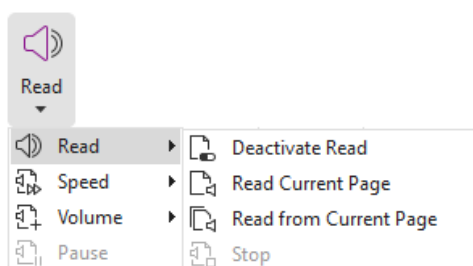 Read
Read
Deactivate Read
Speed
Read Current Page
Volume
Read from Current Page
Pause
Stop